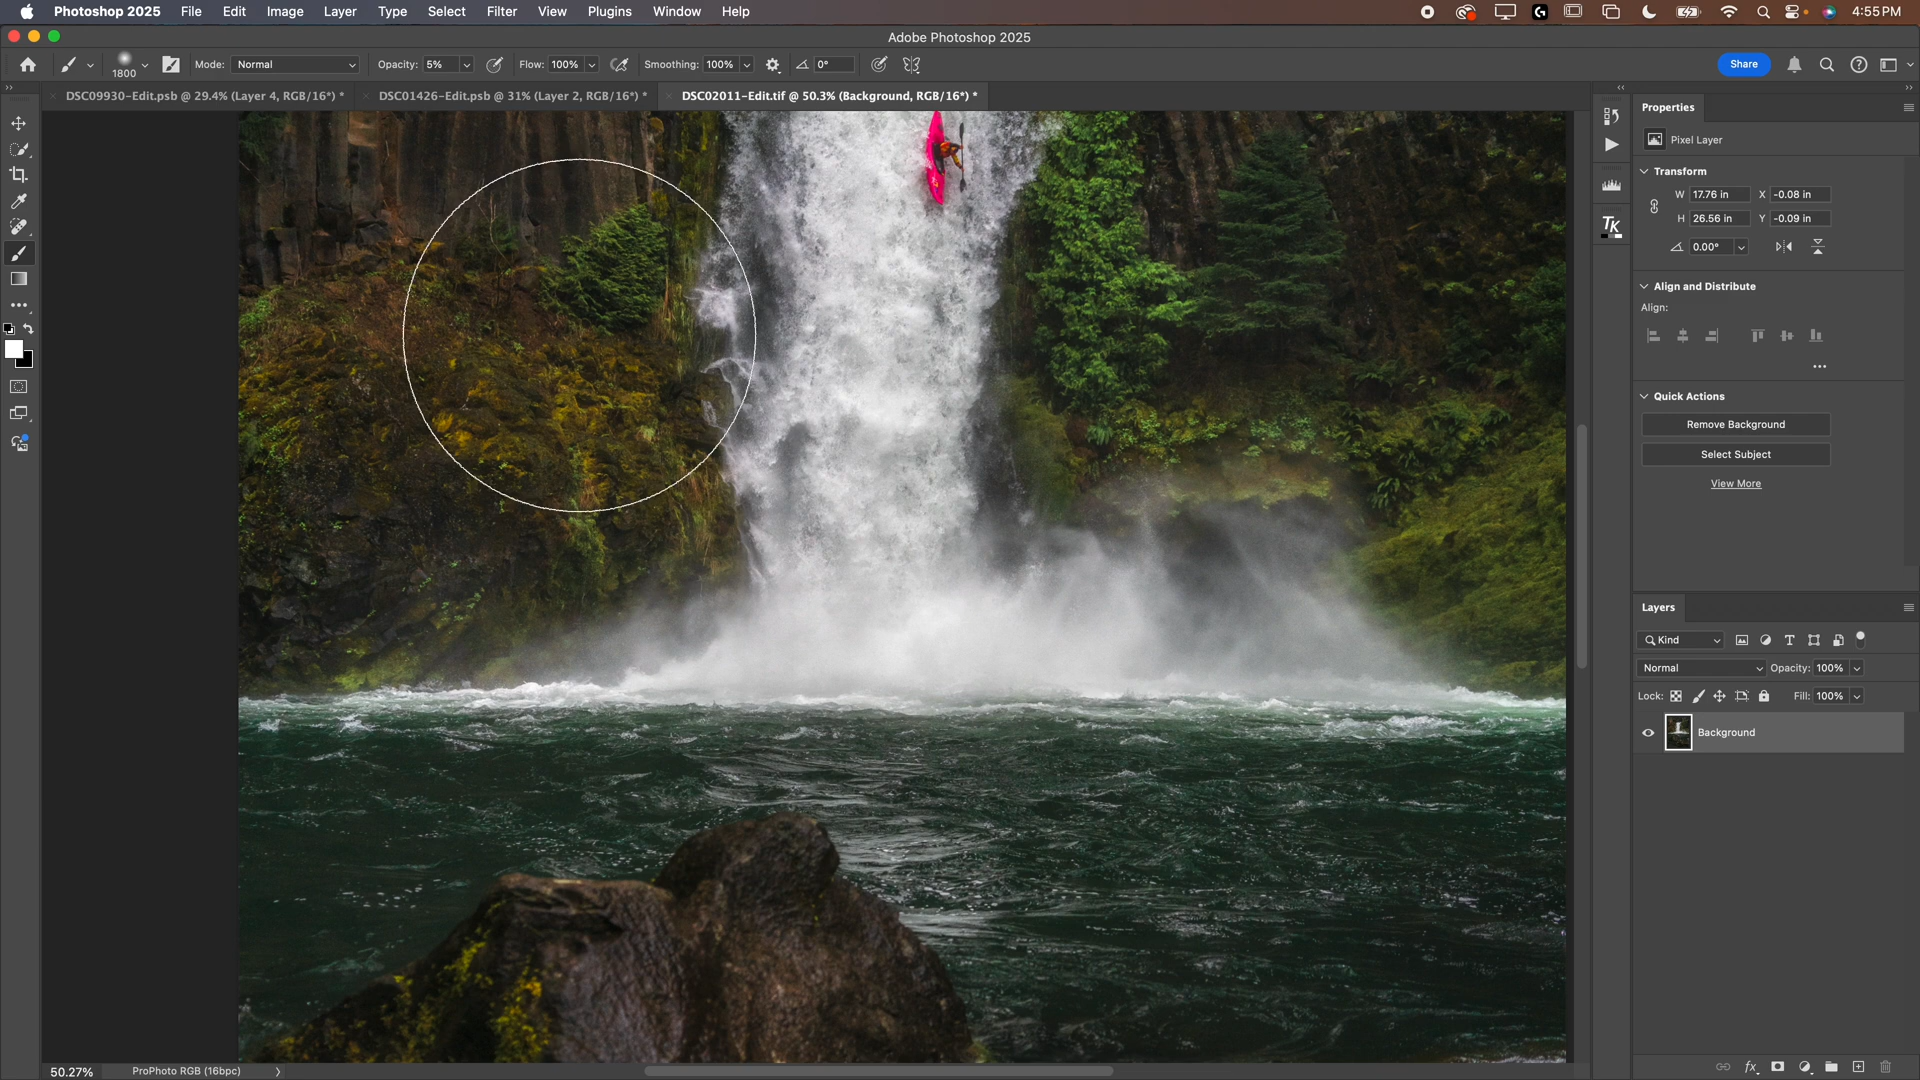 Photoshop 2025 File Edit Image Layer Type Select Filter View Plugins Window Help 4:55 PM
Adobe Photoshop 2025
1800 Mode: Normal Opacity: 5% Flow: 100% Smoothing: 100% 0° Share
DSC09930-Edit.psb @ 29.4% (Layer 4, RGB/16*) * DSC01426-Edit.psb @ 31% (Layer 2, RGB/16*) * DSC02011-Edit.tif @ 50.3% (Background, RGB/16*) *
Properties
Pixel Layer
Transform
W 17.76 in X -0.08 in
H 26.56 in Y -0.09 in
TK
0.00°
Align and Distribute
Align:
Quick Actions
Remove Background
Select Subject
View More
Layers
Kind
Normal Opacity: 100%
Lock: Fill: 100%
Background
50.27% ProPhoto RGB (16bpc)